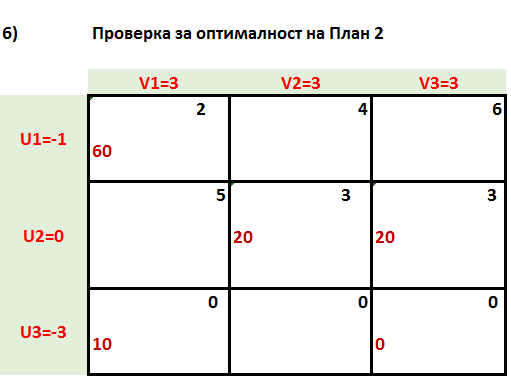 6) Проверка за оптималност на План 2
V1=3 V2=3 V3=3
2 4 6
U1=-1
60
5 3 3
U2=0 20 20
0 0 0
U3=-3
10 0